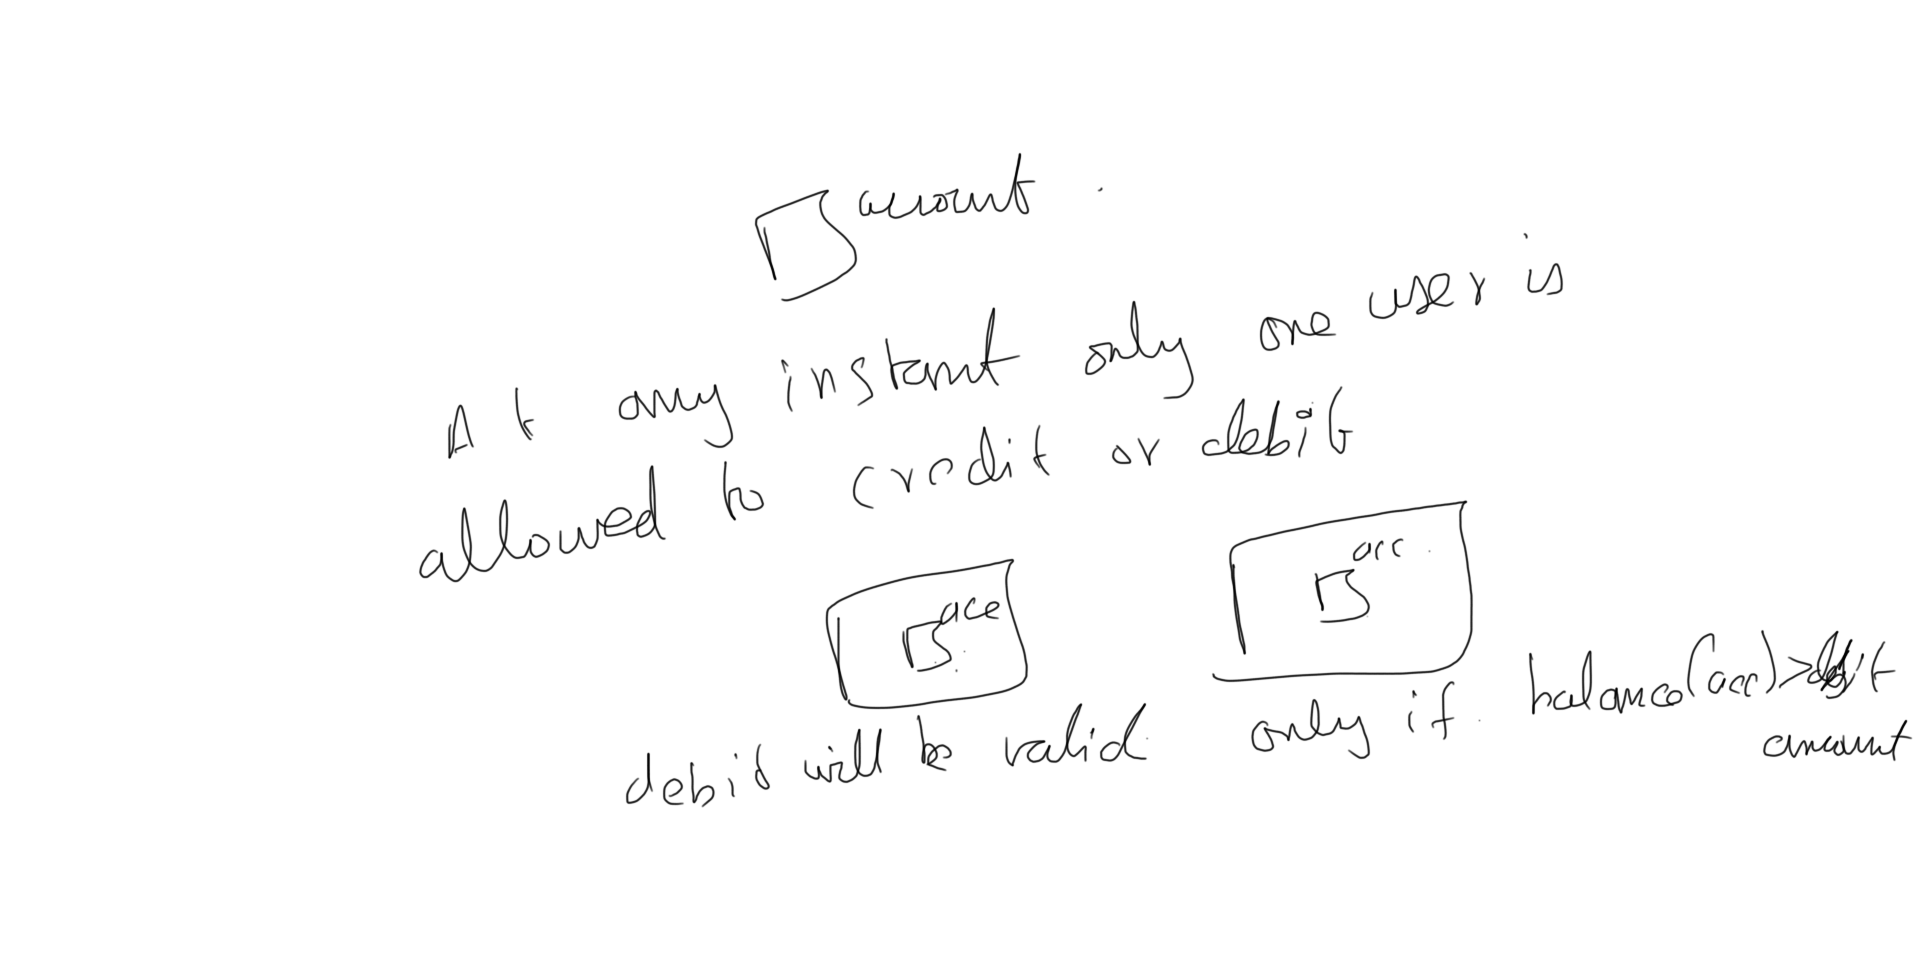 account
At any instant only one user is
allowed to credit or debit
acc
acc
debit will be valid only if balance(acc)>debit
amount